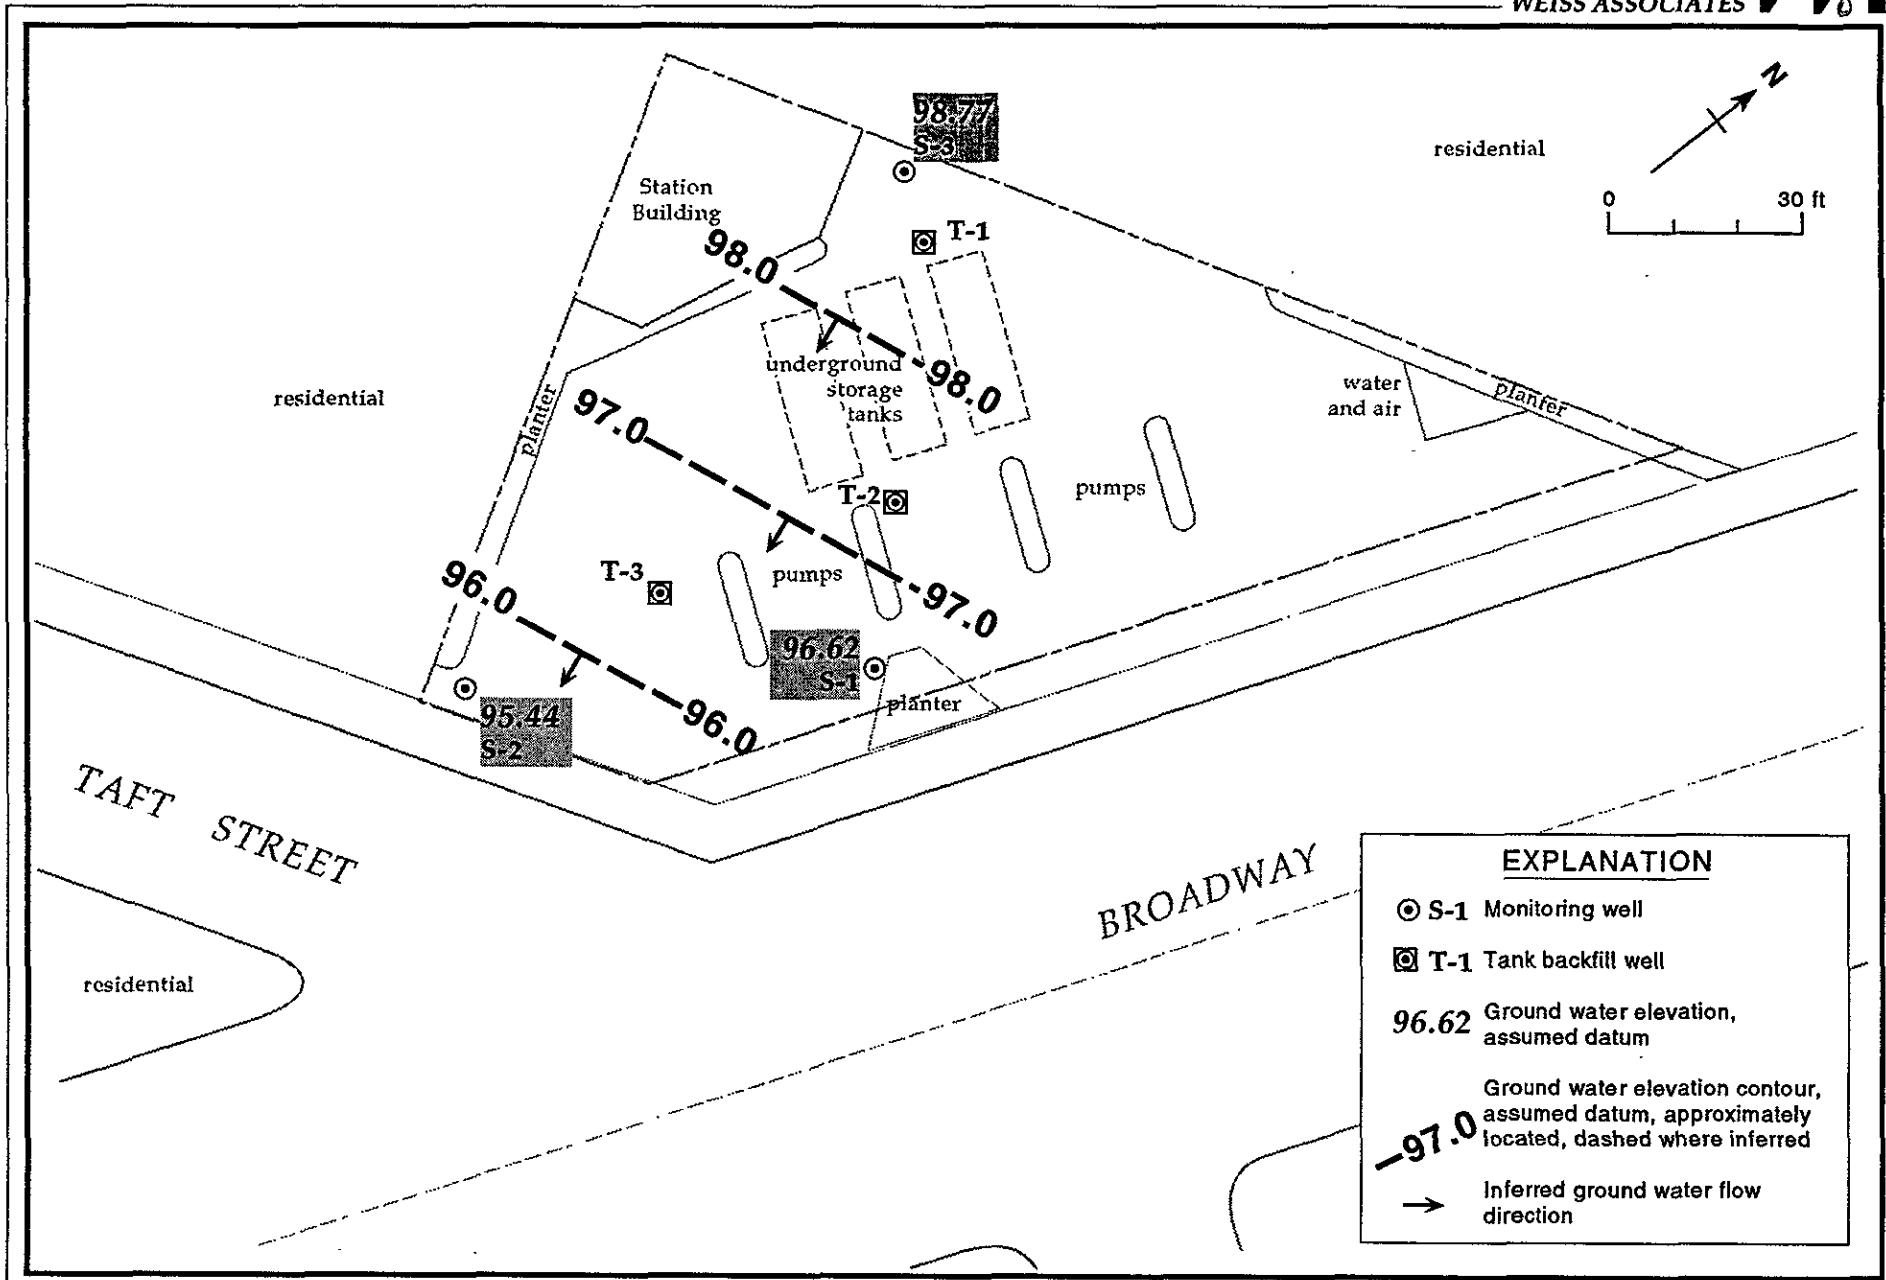 WEISS ASSOCIATES
N
0 30 ft
98.77
S-3
residential
Station
Building
T-1
98.0
underground
storage
tanks
98.0
water
and air
planter
residential
planter
97.0
T-2
pumps
T-3
pumps
97.0
96.0
96.62
S-1
planter
96.0
95.44
S-2
TAFT STREET
BROADWAY
residential
EXPLANATION
S-1 Monitoring well
T-1 Tank backfill well
96.62 Ground water elevation,
assumed datum
97.0 Ground water elevation contour,
assumed datum, approximately
located, dashed where inferred
Inferred ground water flow
direction